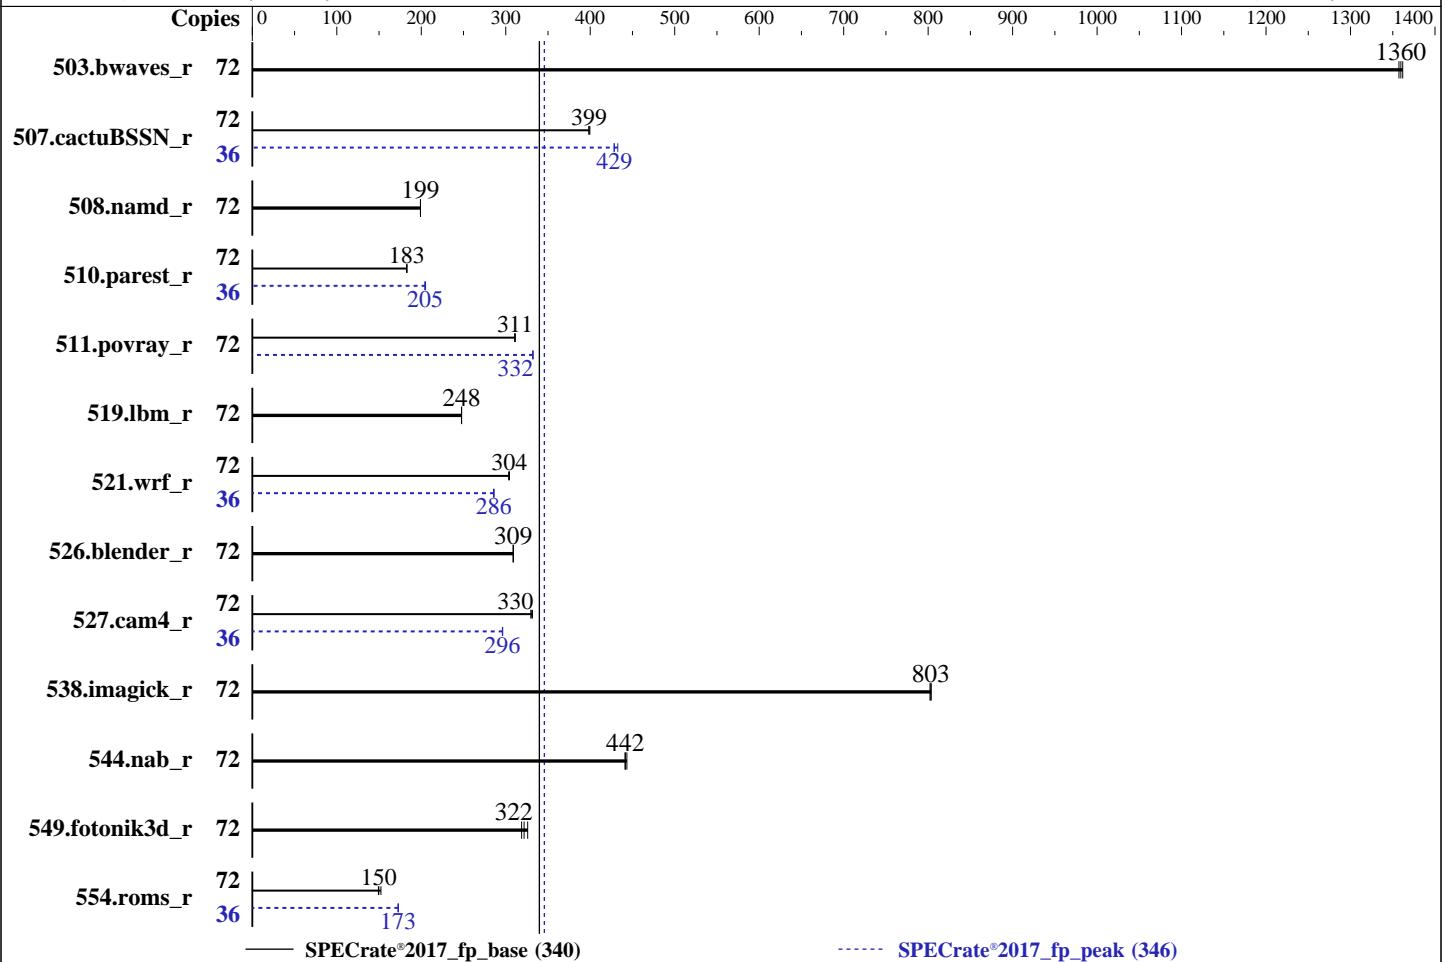 Copies 0 100 200 300 400 500 600 700 800 900 1000 1100 1200 1300 1400
503.bwaves_r 72 1360
507.cactuBSSN_r 72 399
36 429
508.namd_r 72 199
510.parest_r 72 183
36 205
511.povray_r 72 311
332
519.lbm_r 72 248
521.wrf_r 72 304
36 286
526.blender_r 72 309
527.cam4_r 72 330
36 296
538.imagick_r 72 803
544.nab_r 72 442
549.fotonik3d_r 72 322
554.roms_r 72 150
36 173
SPECrate®2017_fp_base (340) SPECrate®2017_fp_peak (346)